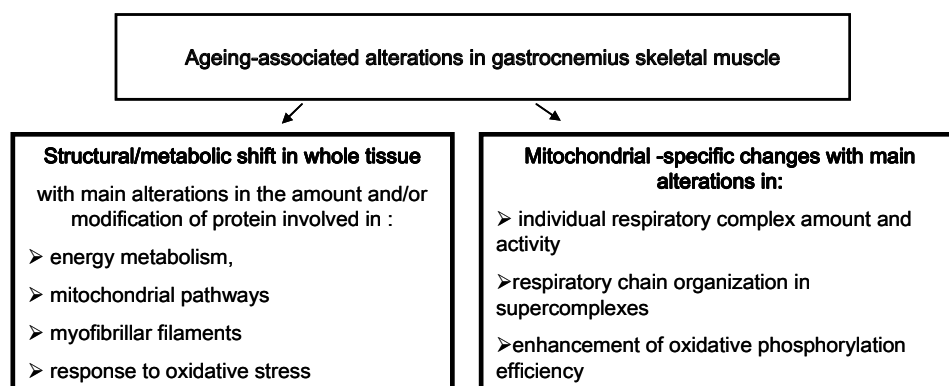 Ageing-associated alterations in gastrocnemius skeletal muscle
Structural/metabolic shift in whole tissue
with main alterations in the amount and/or
modification of protein involved in :
➢ energy metabolism,
➢ mitochondrial pathways
➢ myofibrillar filaments
➢ response to oxidative stress
Mitochondrial -specific changes with main
alterations in:
➢ individual respiratory complex amount and
activity
➢respiratory chain organization in
supercomplexes
➢enhancement of oxidative phosphorylation
efficiency